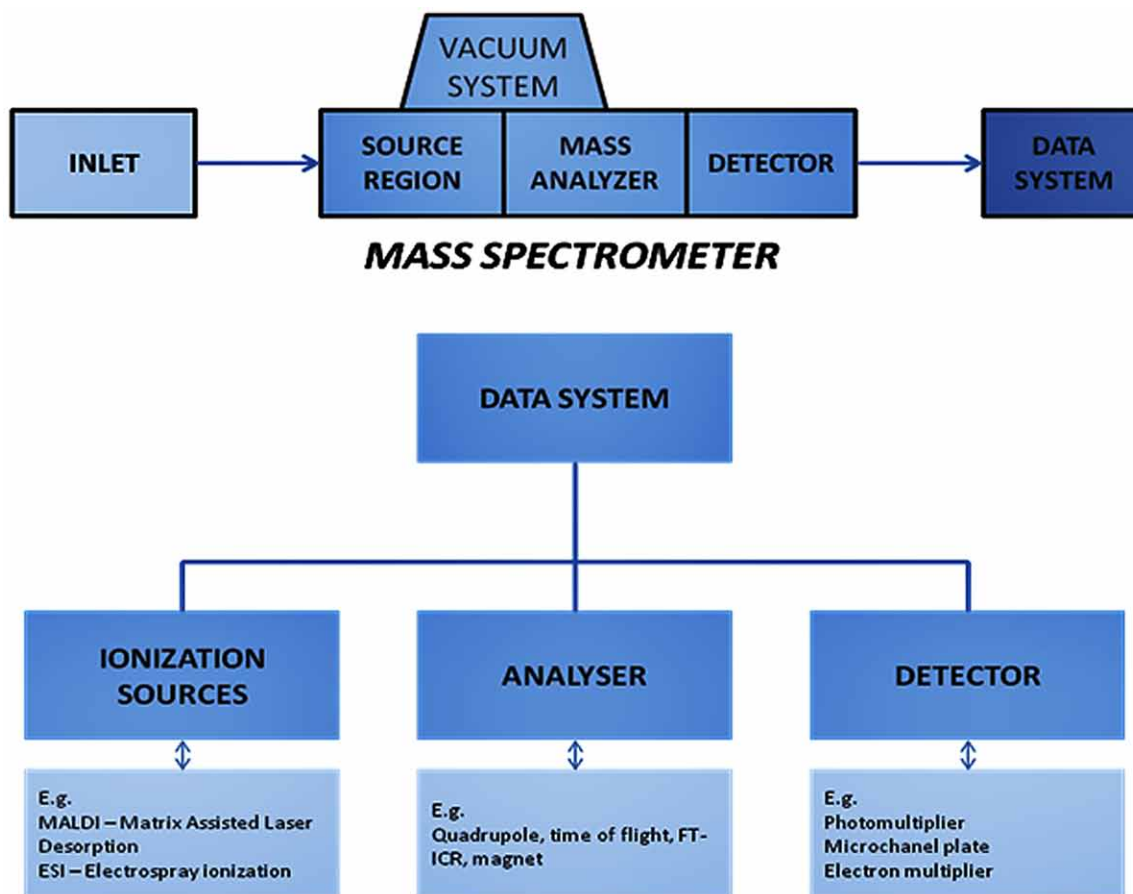 VACUUM
SYSTEM
INLET
SOURCE
REGION
MASS
ANALYZER
DETECTOR
DATA
SYSTEM
MASS SPECTROMETER
DATA SYSTEM
IONIZATION
SOURCES
ANALYSER
DETECTOR
E.g.
MALDI – Matrix Assisted Laser
Desorption
ESI – Electrospray ionization
E.g.
Quadrupole, time of flight, FT-
ICR, magnet
E.g.
Photomultiplier
Microchanel plate
Electron multiplier